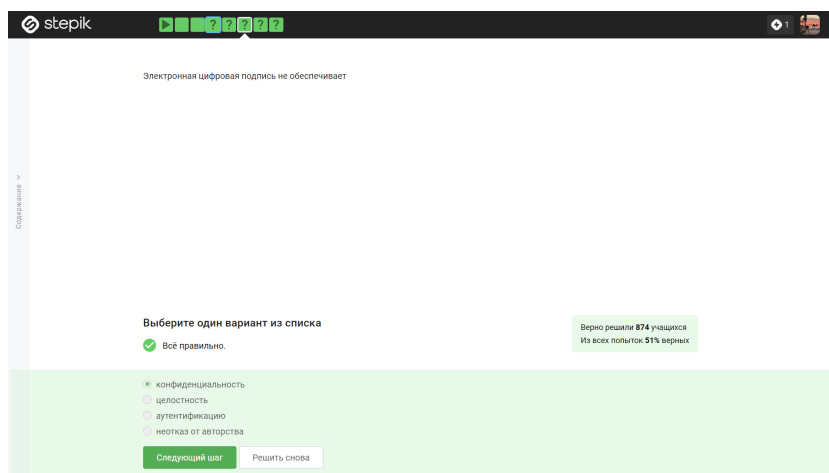 stepik
? ? ? ? ?
1
Электронная цифровая подпись не обеспечивает
Содержание
Выберите один вариант из списка
Всё правильно.
Верно решили 874 учащихся
Из всех попыток 51% верных
конфиденциальность
целостность
аутентификацию
неотказ от авторства
Следующий шаг
Решить снова